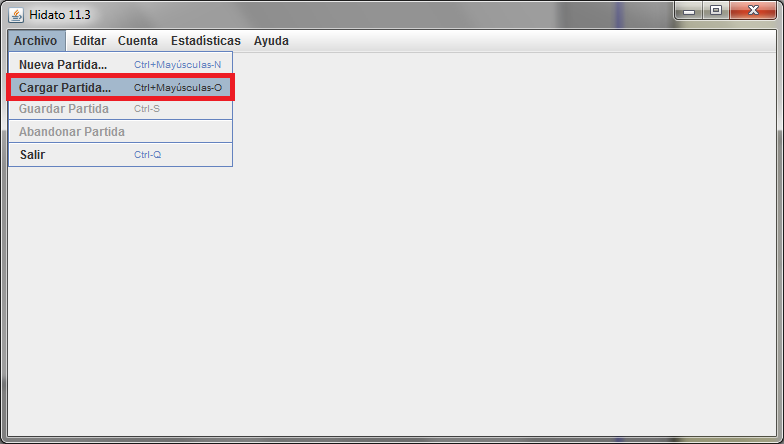 Hidato 11.3
Archivo Editar Cuenta Estadísticas Ayuda
Nueva Partida... Ctrl+Mayúsculas-N
Cargar Partida... Ctrl+Mayúsculas-O
Guardar Partida Ctrl-S
Abandonar Partida
Salir Ctrl-Q